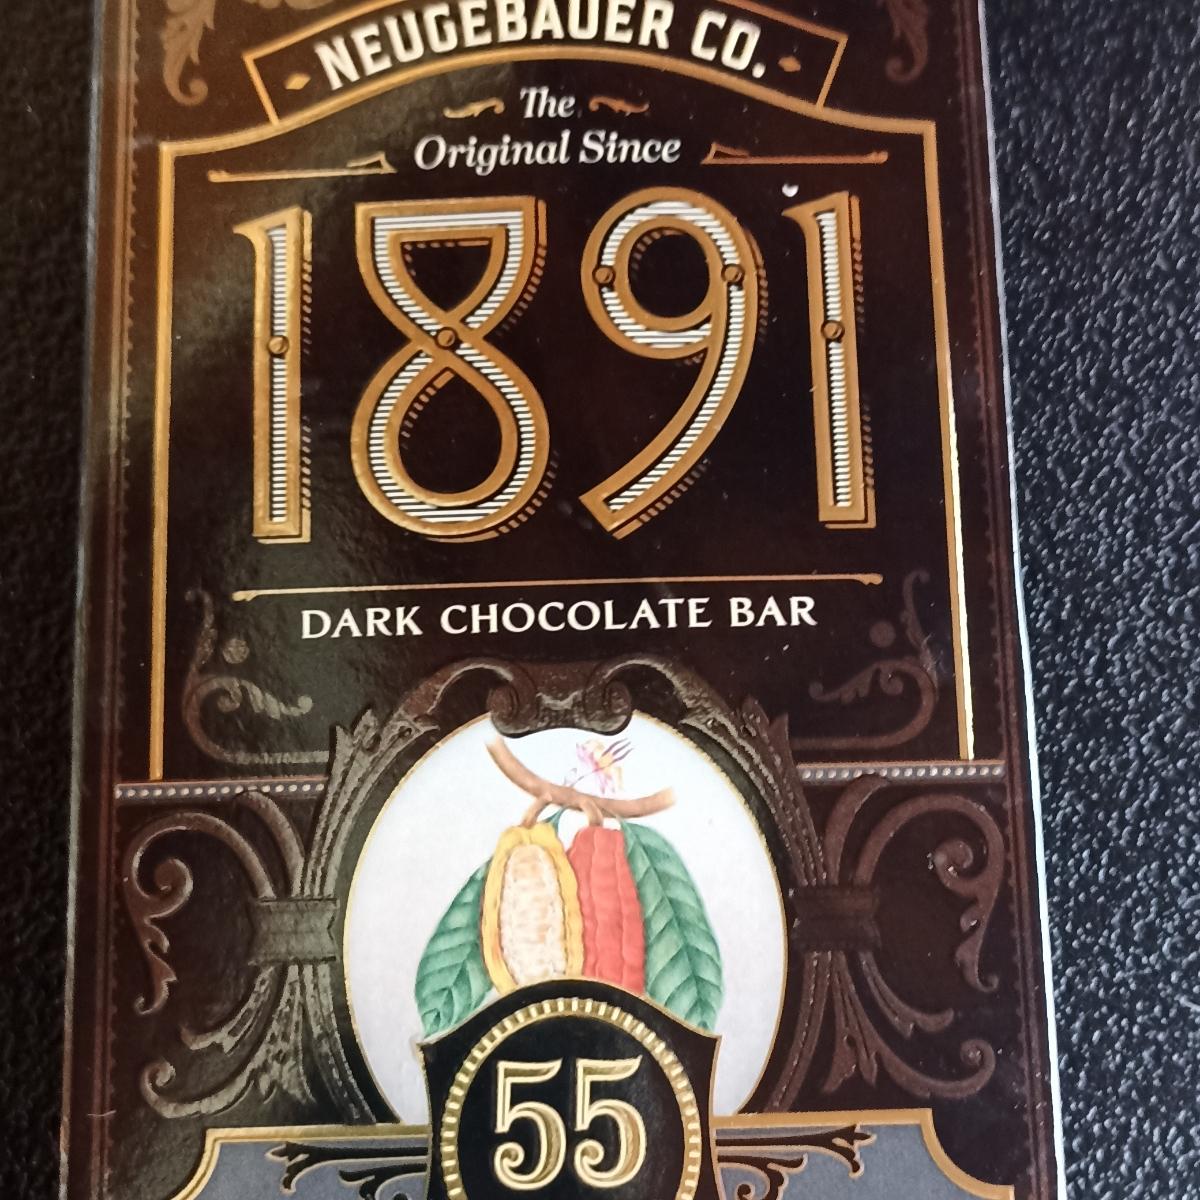 NEUGEBAUER CO.
The
Original Since
1891
DARK CHOCOLATE BAR
55